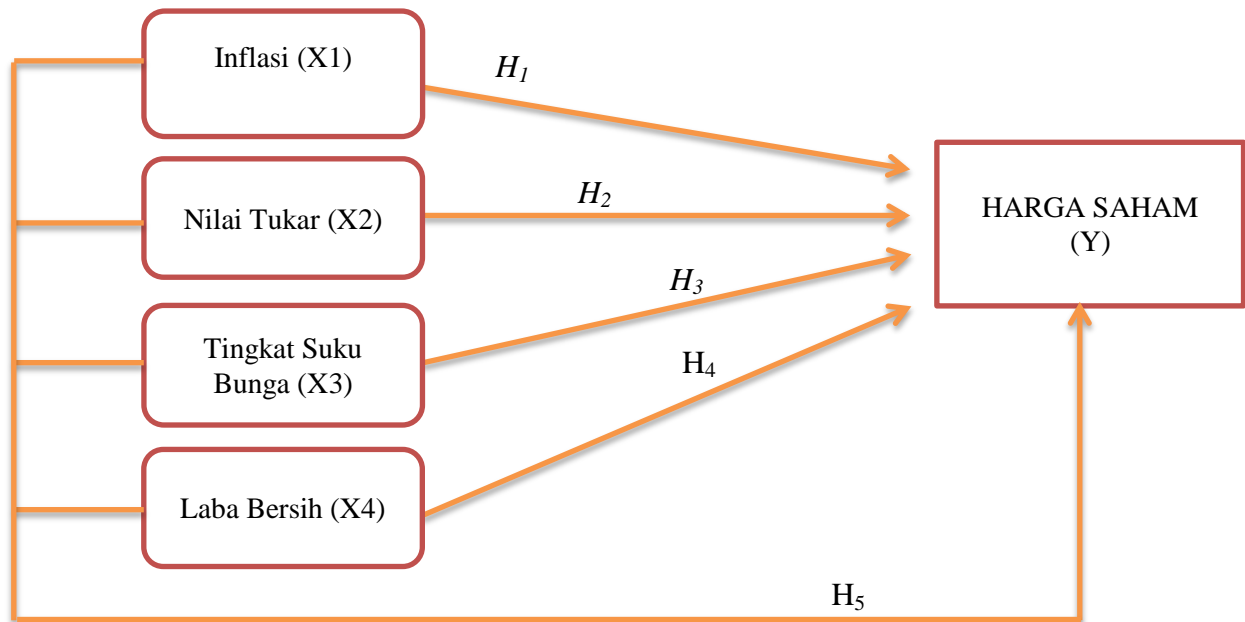 Inflasi (X1)
H₁
Nilai Tukar (X2)
H₂
HARGA SAHAM
(Y)
Tingkat Suku
Bunga (X3)
H₃
H₄
Laba Bersih (X4)
H₅